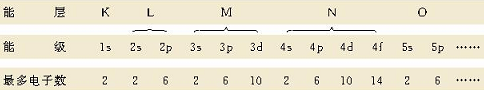 能 层 K L M N O
能 级 1s 2s 2p 3s 3p 3d 4s 4p 4d 4f 5s 5p ……
最多电子数 2 2 6 2 6 10 2 6 10 14 2 6 ……